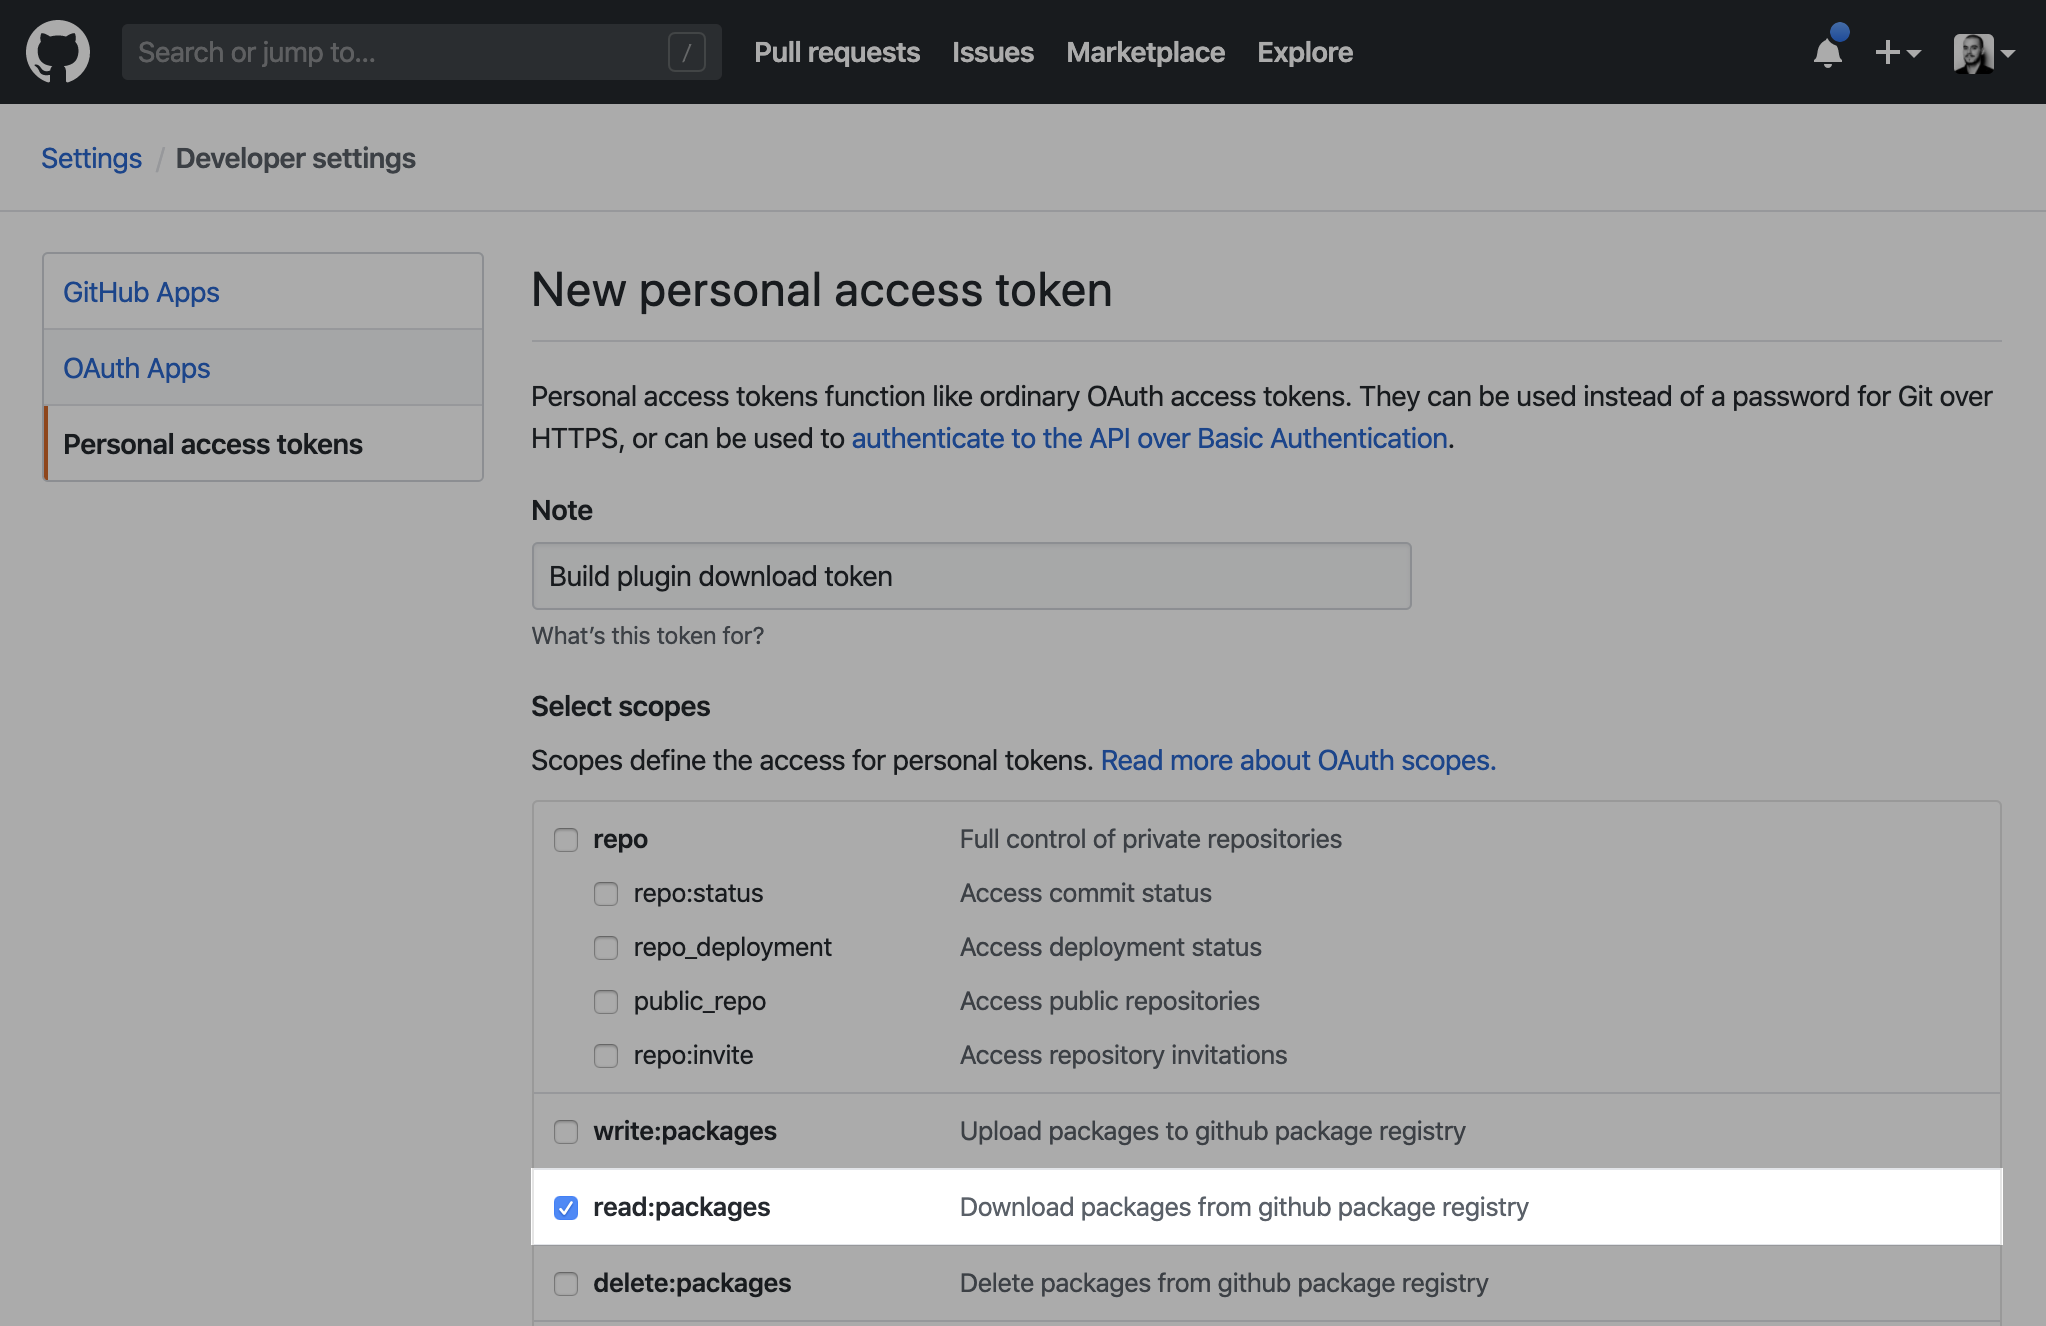 Search or jump to... /
Pull requests Issues Marketplace Explore
Settings / Developer settings
GitHub Apps
OAuth Apps
Personal access tokens
New personal access token
Personal access tokens function like ordinary OAuth access tokens. They can be used instead of a password for Git over
HTTPS, or can be used to authenticate to the API over Basic Authentication.
Note
Build plugin download token
What’s this token for?
Select scopes
Scopes define the access for personal tokens. Read more about OAuth scopes.
repo Full control of private repositories
repo:status Access commit status
repo_deployment Access deployment status
public_repo Access public repositories
repo:invite Access repository invitations
write:packages Upload packages to github package registry
read:packages Download packages from github package registry
delete:packages Delete packages from github package registry